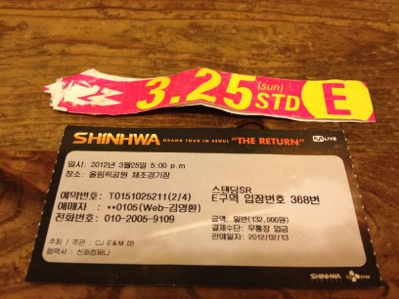 3.25 (sun) STD E
SHINHWA GRAND TOUR IN SEOUL "THE RETURN" M LIVE
일시: 2012년 3월25일 5:00 p.m
장소: 올림픽공원 체조경기장
예약번호: T0151025211(2/4)
예매자 : **0105(Web-김영환)
전화번호: 010-2005-9109
스탠딩SR
E구역 입장번호 368번
금액: 일반(132,000원)
결제수단: 무통장 입금
판매일자: 2012/02/13
주최 / 주관 : CJ E&M ㈜
협력사 : 신화컴퍼니
SHINHWA CJ E&M